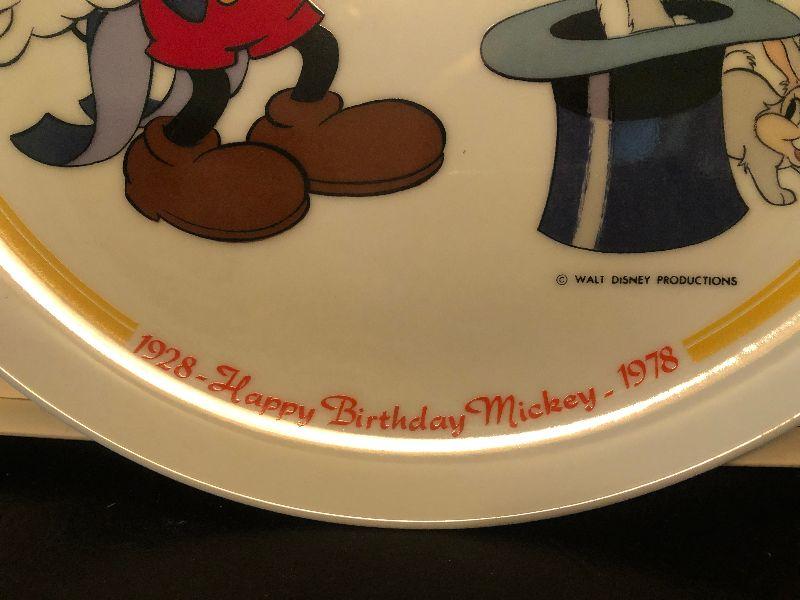 © WALT DISNEY PRODUCTIONS
1928 - Happy Birthday Mickey - 1978